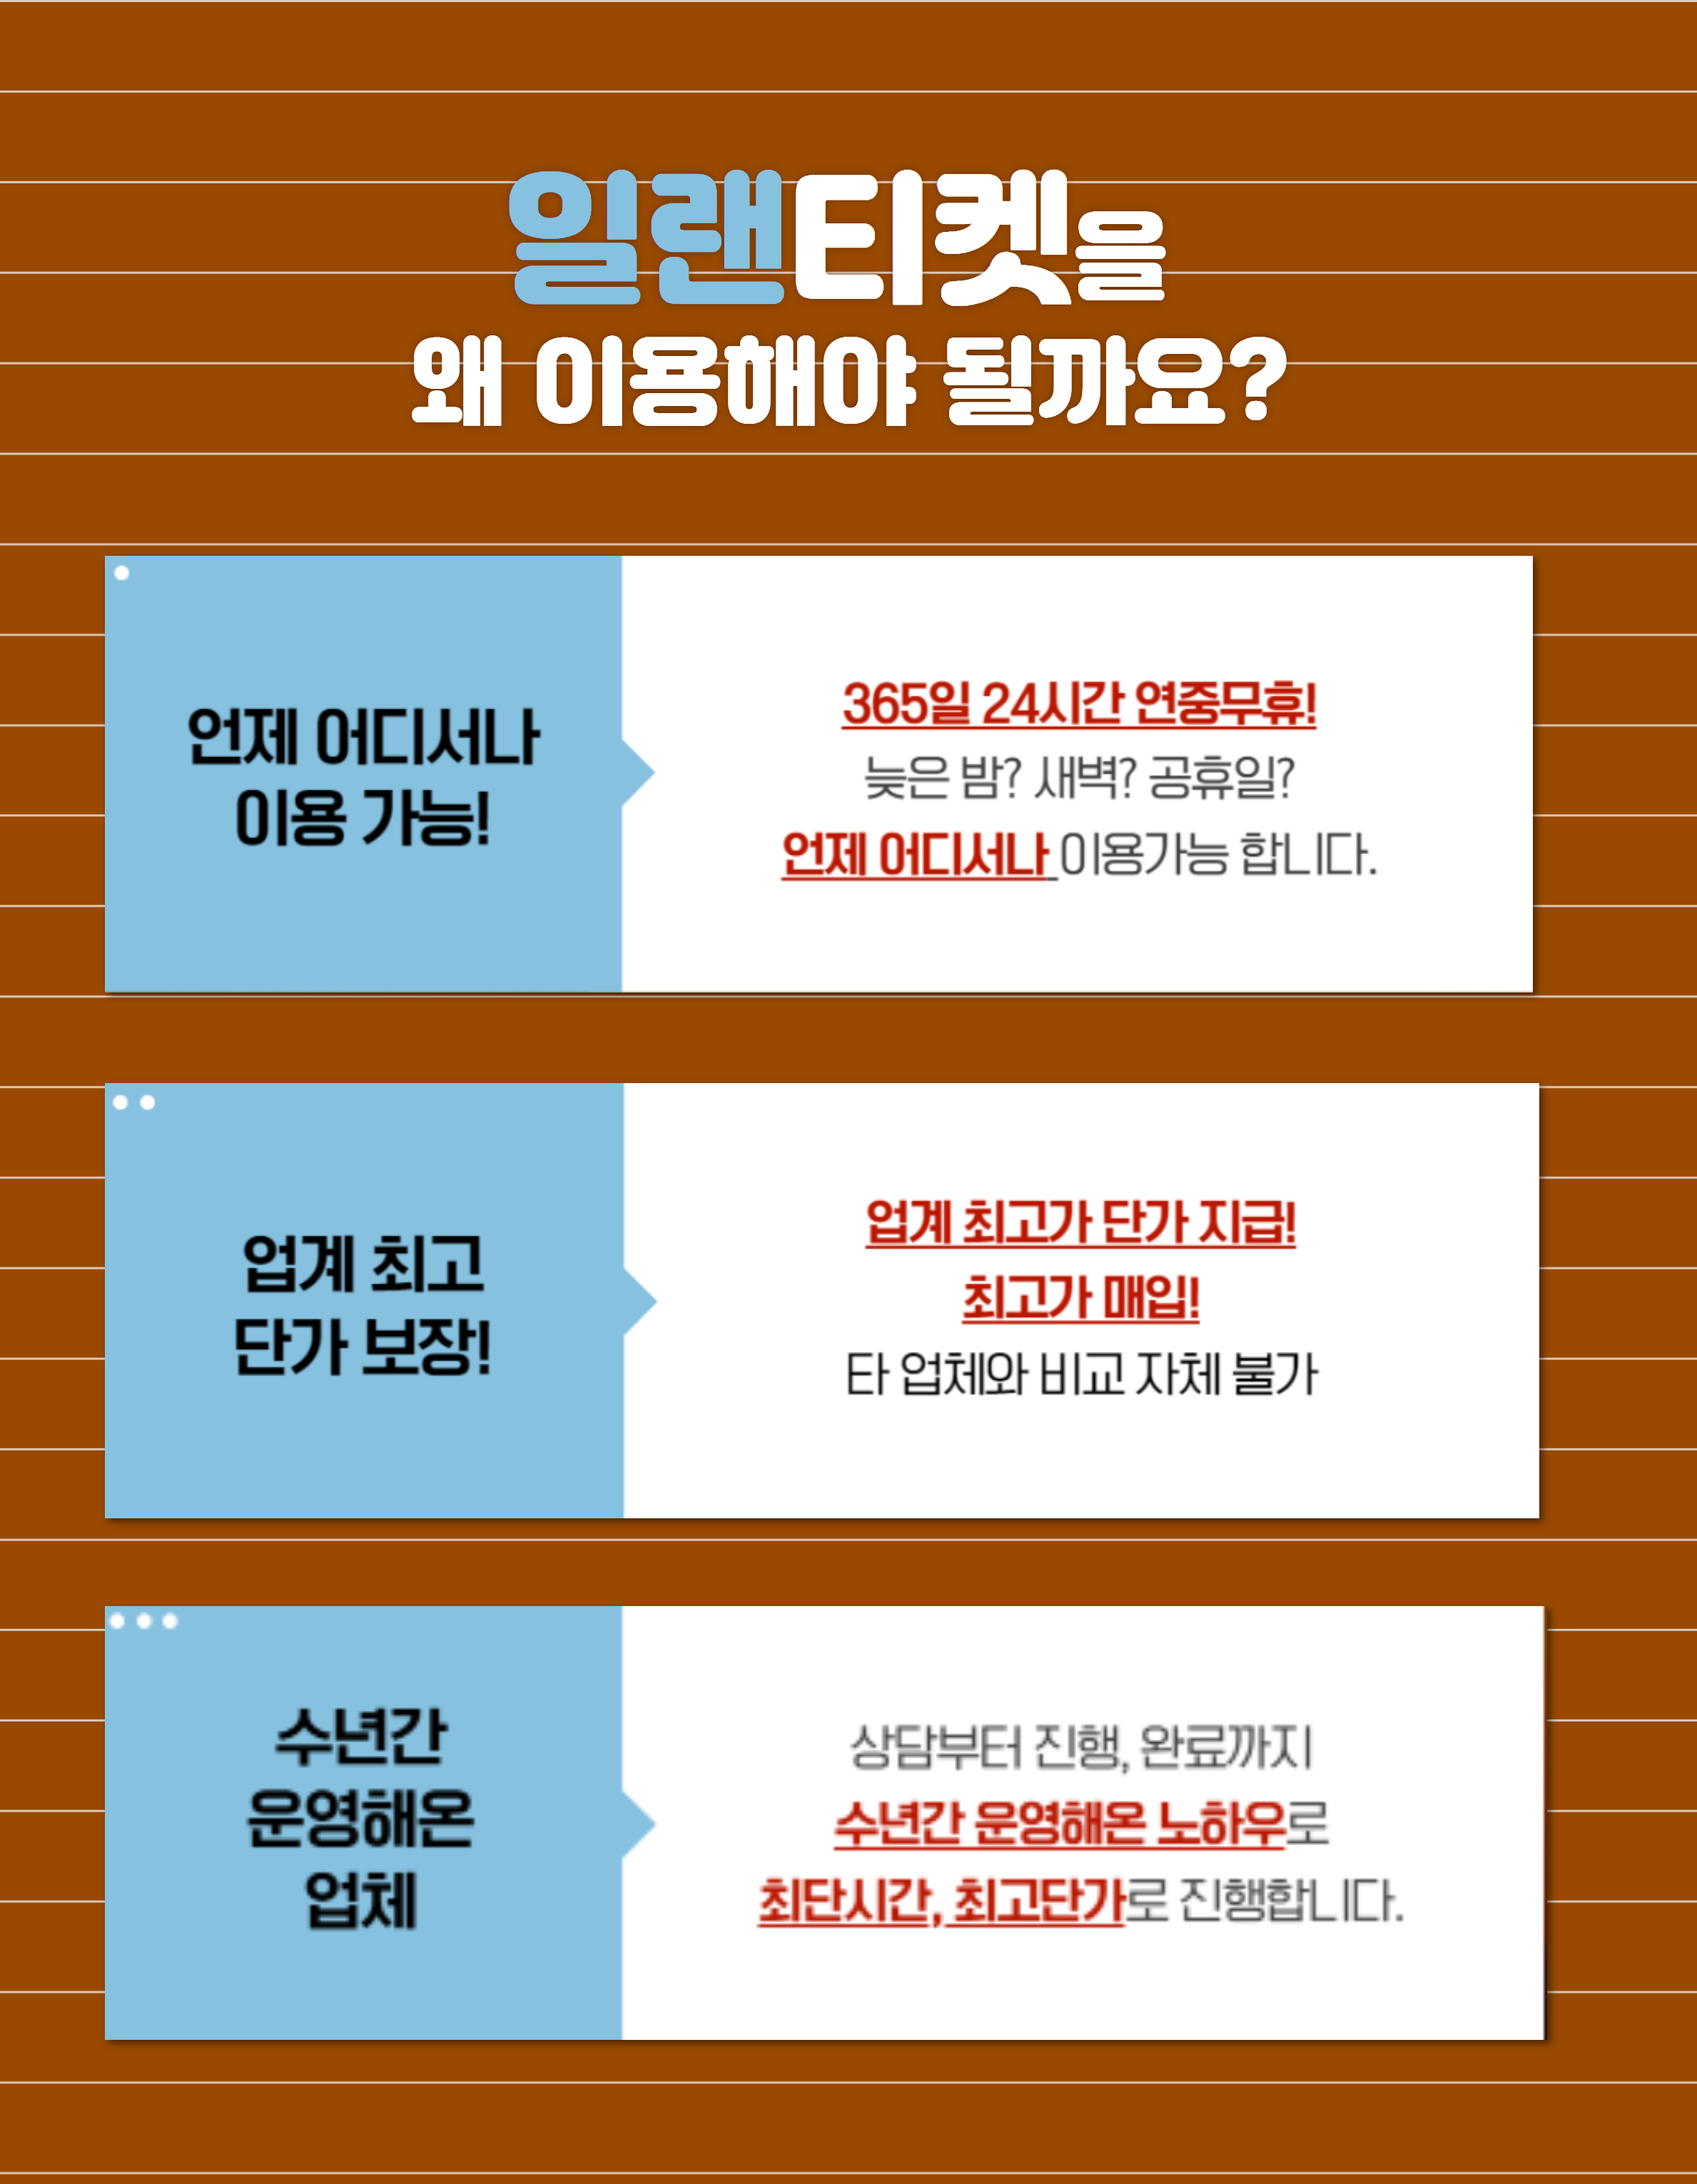 일랜티켓을
왜 이용해야 될까요?
언제 어디서나
이용 가능!
365일 24시간 연중무휴!
늦은 밤? 새벽? 공휴일?
언제 어디서나 이용가능 합니다.
업계 최고
단가 보장!
업계 최고가 단가 지급!
최고가 매입!
타 업체와 비교 자체 불가
수년간
운영해온
업체
상담부터 진행, 완료까지
수년간 운영해온 노하우로
최단시간, 최고단가로 진행합니다.